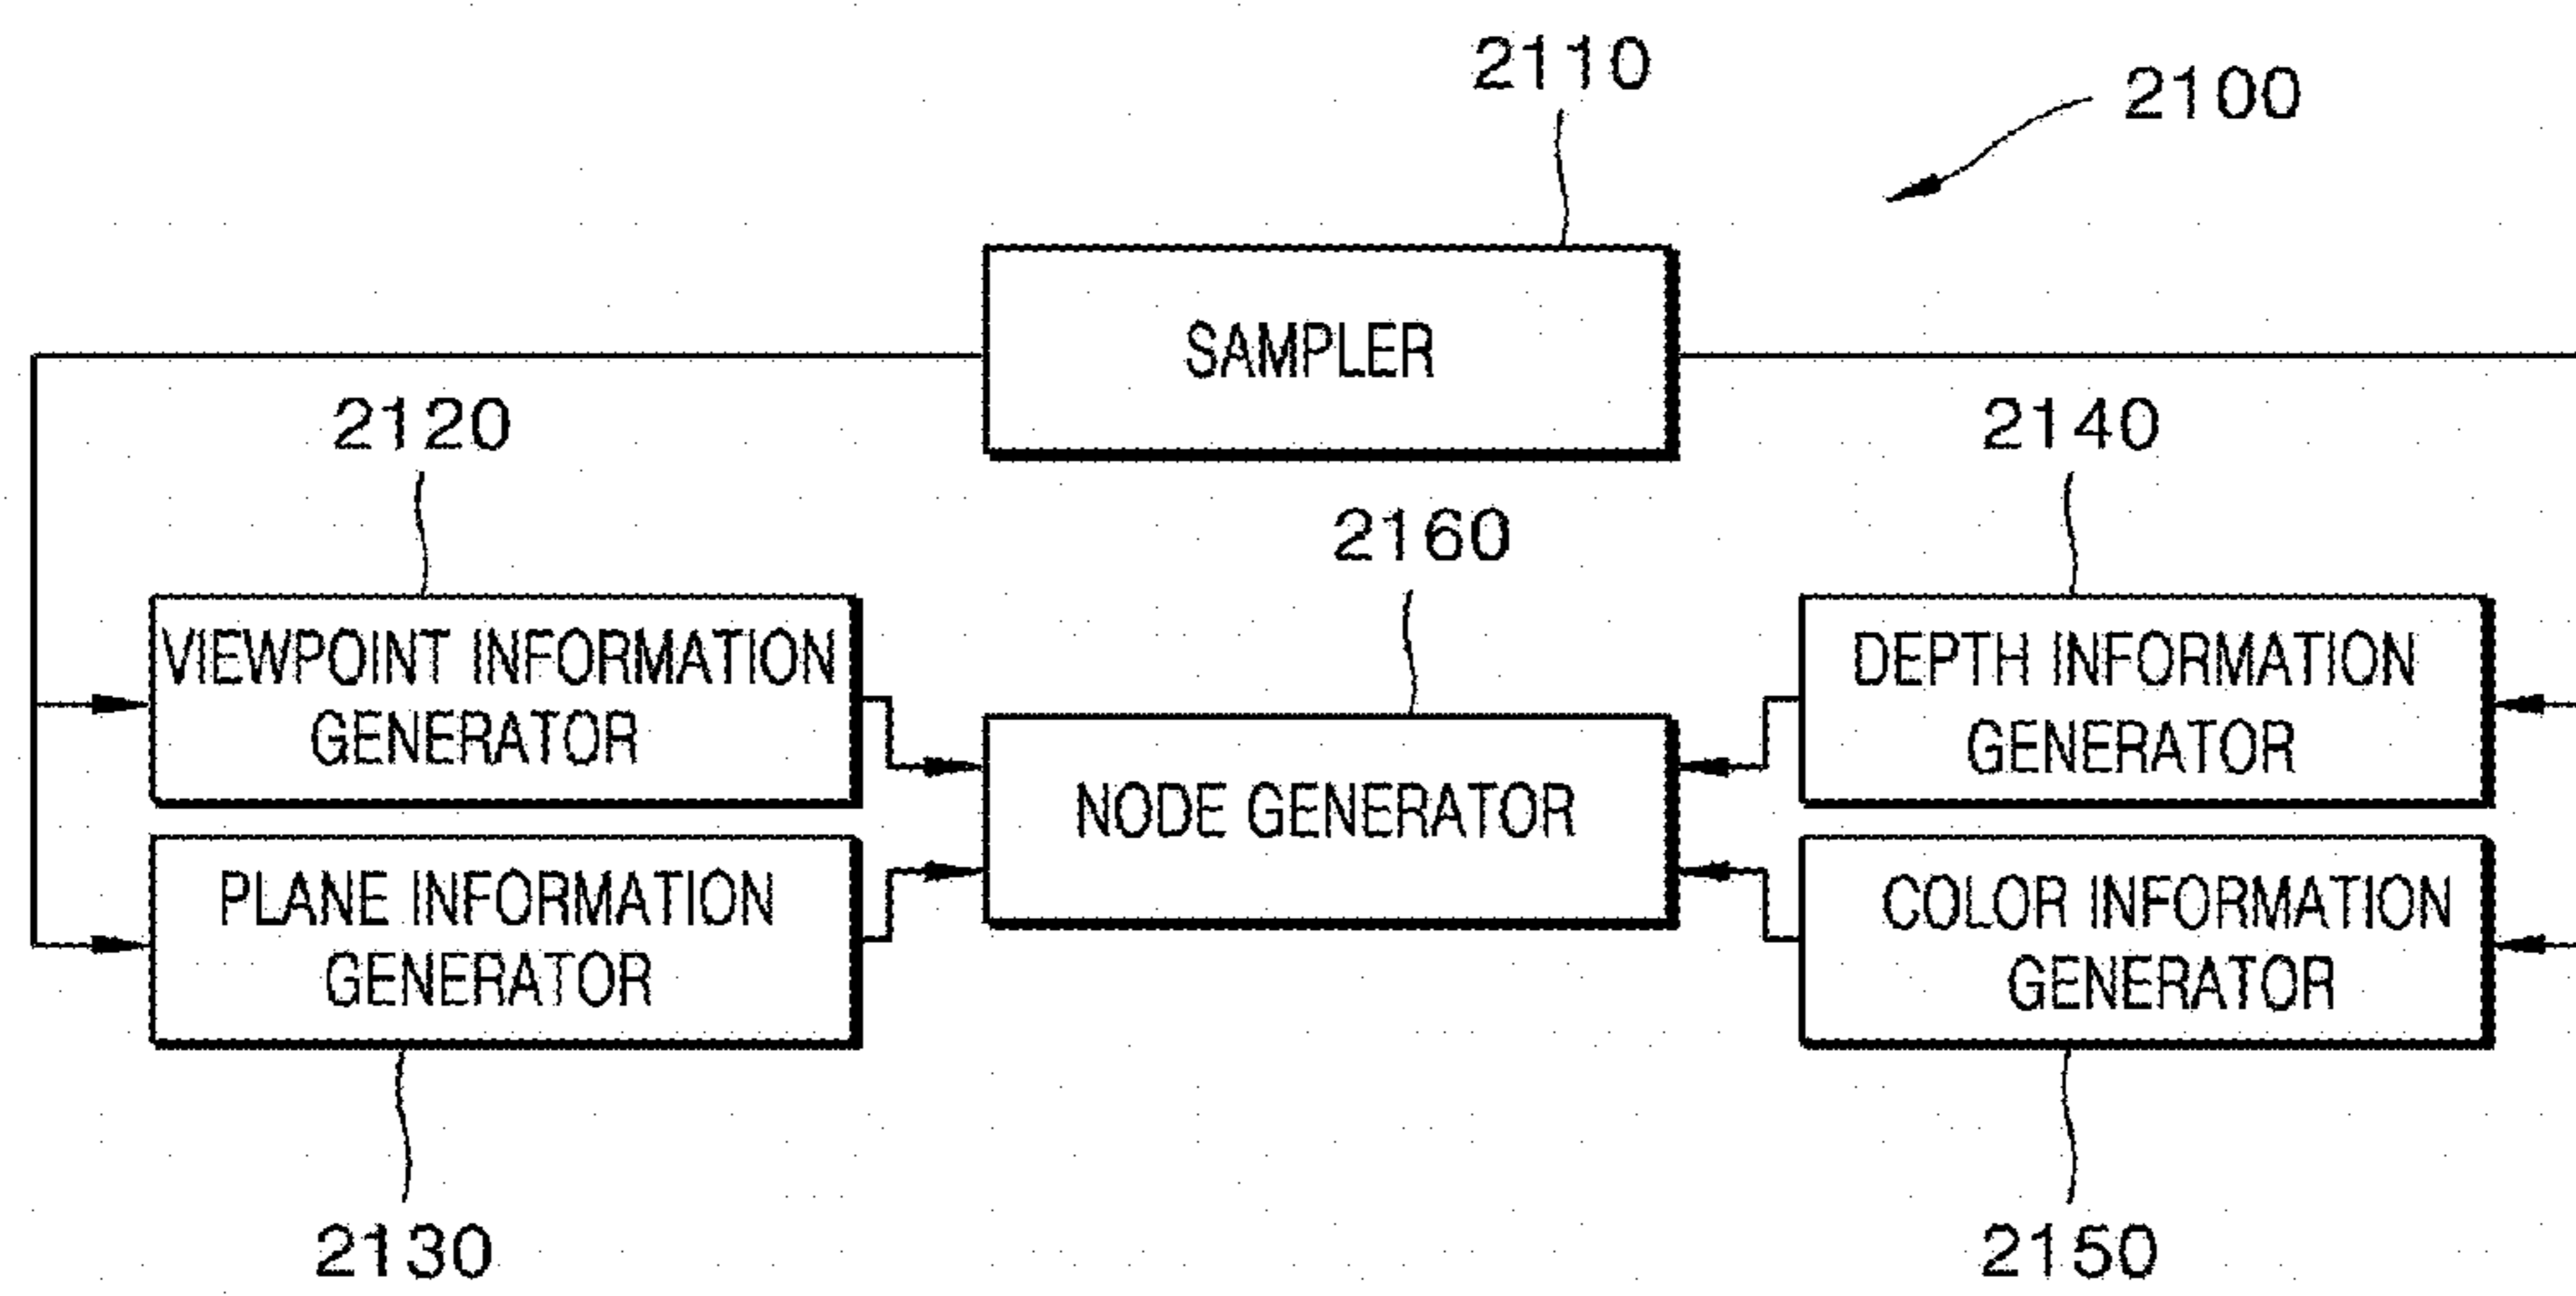 2110
2100
SAMPLER
2120
2140
2160
VIEWPOINT INFORMATION
GENERATOR
DEPTH INFORMATION
GENERATOR
NODE GENERATOR
PLANE INFORMATION
GENERATOR
COLOR INFORMATION
GENERATOR
2130
2150